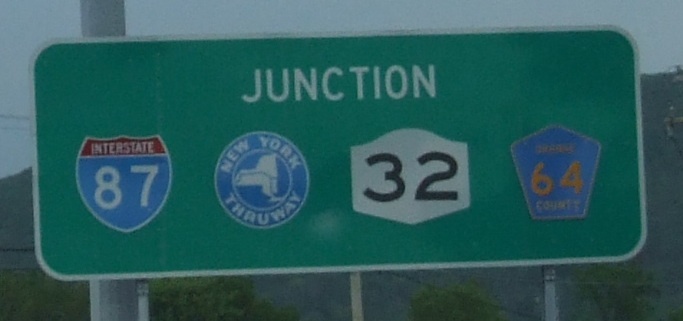 JUNCTION
INTERSTATE
87
NEW YORK
THRUWAY
32
ORANGE
64
COUNTY